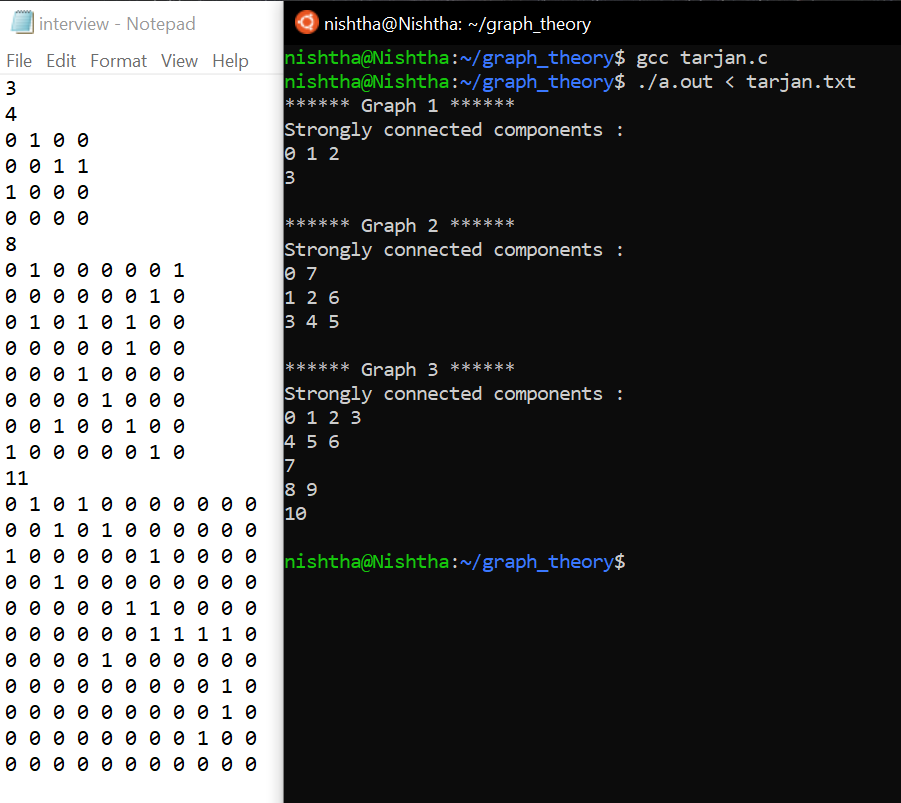 interview - Notepad
File Edit Format View Help
3
4
0 1 0 0
0 0 1 1
1 0 0 0
0 0 0 0
8
0 1 0 0 0 0 0 1
0 0 0 0 0 0 1 0
0 1 0 1 0 1 0 0
0 0 0 0 0 1 0 0
0 0 0 1 0 0 0 0
0 0 0 0 1 0 0 0
0 0 1 0 0 1 0 0
1 0 0 0 0 0 1 0
11
0 1 0 1 0 0 0 0 0 0 0
0 0 1 0 1 0 0 0 0 0 0
1 0 0 0 0 0 1 0 0 0 0
0 0 1 0 0 0 0 0 0 0 0
0 0 0 0 0 1 1 0 0 0 0
0 0 0 0 0 0 1 1 1 1 0
0 0 0 0 1 0 0 0 0 0 0
0 0 0 0 0 0 0 0 0 1 0
0 0 0 0 0 0 0 0 0 1 0
0 0 0 0 0 0 0 0 1 0 0
0 0 0 0 0 0 0 0 0 0 0
nishtha@Nishtha: ~/graph_theory
nishtha@Nishtha:~/graph_theory$ gcc tarjan.c
nishtha@Nishtha:~/graph_theory$ ./a.out < tarjan.txt
****** Graph 1 ******
Strongly connected components :
0 1 2
3
****** Graph 2 ******
Strongly connected components :
0 7
1 2 6
3 4 5
****** Graph 3 ******
Strongly connected components :
0 1 2 3
4 5 6
7
8 9
10
nishtha@Nishtha:~/graph_theory$